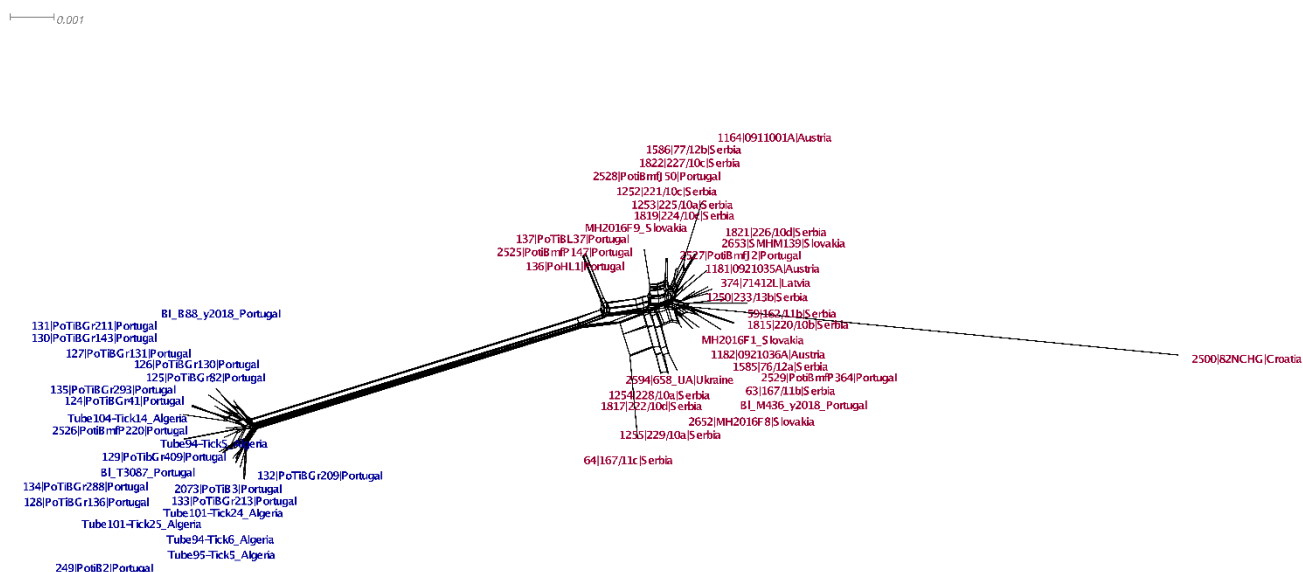 0.001
1164|0911001A|Austria
1586|77/12b|Serbia
1822|227/10c|Serbia
2528|PotiBmfJ50|Portugal
1252|221/10c|Serbia
1253|225/10a|Serbia
1819|224/10c|Serbia
MH2016F9_Slovakia
137|PoTiBL37|Portugal
2525|PotiBmfP147|Portugal
136|PoHL1|Portugal
1821|226/10d|Serbia
2653|SMHM139|Slovakia
2527|PotiBmfJ2|Portugal
1181|0921035A|Austria
374|71412L|Latvia
1250|233/13b|Serbia
59|162/11b|Serbia
1815|220/10b|Serbia
MH2016F1_Slovakia
1182|0921036A|Austria
1585|76/12a|Serbia
2500|82NCHG|Croatia
2594|658_UA|Ukraine
2529|PotiBmfP364|Portugal
1254|228/10a|Serbia
63|167/11b|Serbia
1817|222/10d|Serbia
Bl_M436_y2018_Portugal
2652|MH2016F8|Slovakia
1255|229/10a|Serbia
64|167/11c|Serbia
Bl_B88_y2018_Portugal
131|PoTiBGr211|Portugal
130|PoTiBGr143|Portugal
127|PoTiBGr131|Portugal
126|PoTiBGr130|Portugal
125|PoTiBGr82|Portugal
135|PoTiBGr293|Portugal
124|PoTiBGr41|Portugal
Tube104-Tick14_Algeria
2526|PotiBmfP220|Portugal
Tube94-Tick5_Algeria
129|PoTibGr409|Portugal
Bl_T3087_Portugal
132|PoTiBGr209|Portugal
134|PoTiBGr288|Portugal
2073|PoTiB3|Portugal
128|PoTiBGr136|Portugal
133|PoTiBGr213|Portugal
Tube101-Tick24_Algeria
Tube101-Tick25_Algeria
Tube94-Tick6_Algeria
Tube95-Tick5_Algeria
249|PotiB2|Portugal